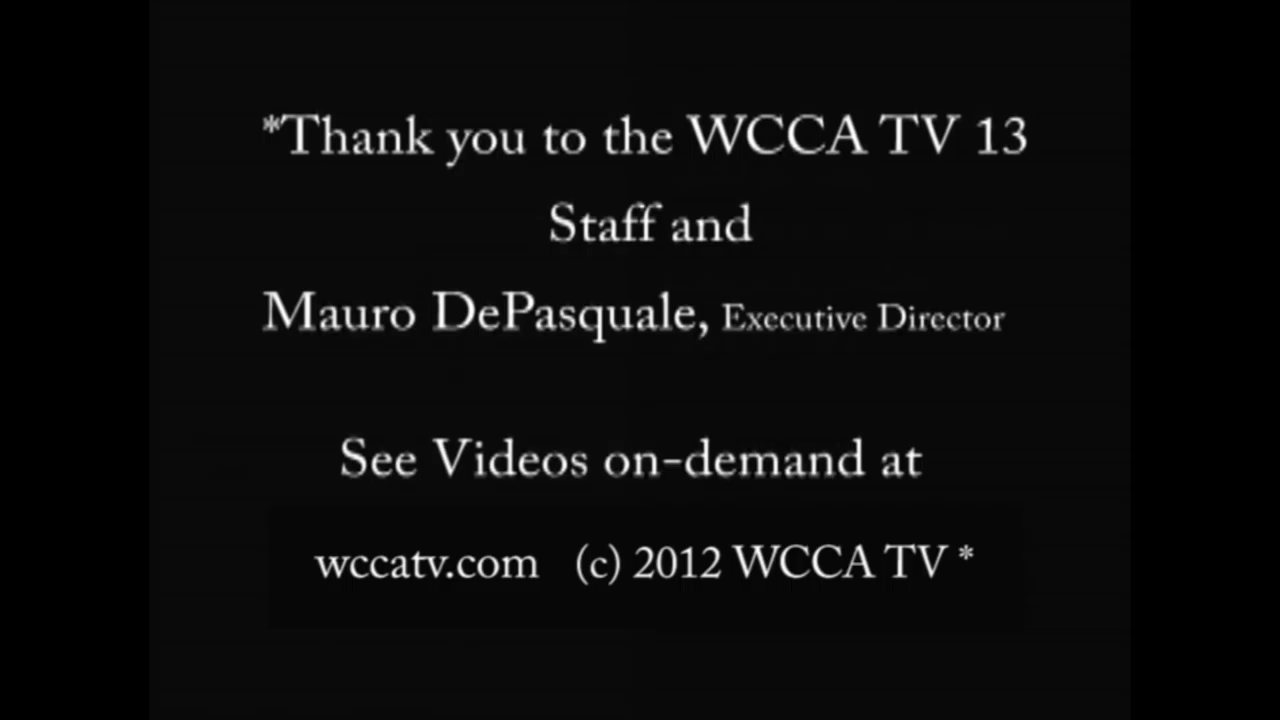 *Thank you to the WCCA TV 13
Staff and
Mauro DePasquale, Executive Director
See Videos on-demand at
wccatv.com (c) 2012 WCCA TV *